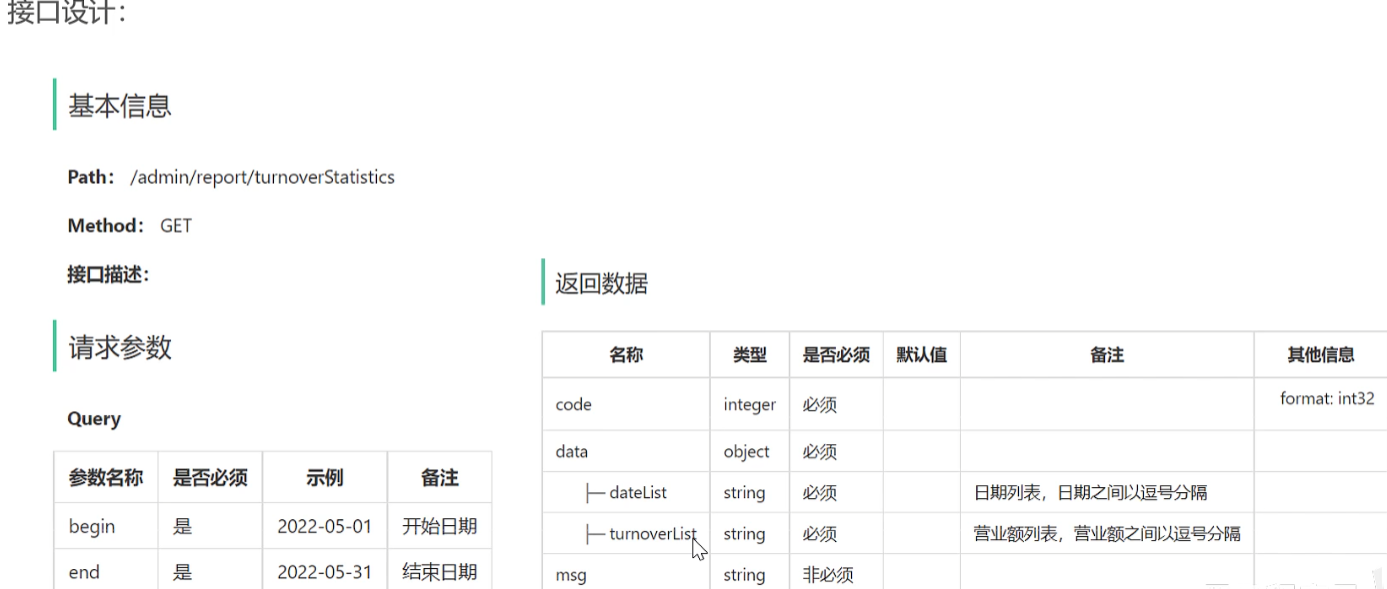 接口设计：
基本信息
Path： /admin/report/turnoverStatistics
Method： GET
接口描述：
请求参数
Query
参数名称 是否必须 示例 备注
begin 是 2022-05-01 开始日期
end 是 2022-05-31 结束日期
返回数据
名称 类型 是否必须 默认值 备注 其他信息
code integer 必须 format: int32
data object 必须
├─ dateList string 必须 日期列表，日期之间以逗号分隔
├─ turnoverList string 必须 营业额列表，营业额之间以逗号分隔
msg string 非必须